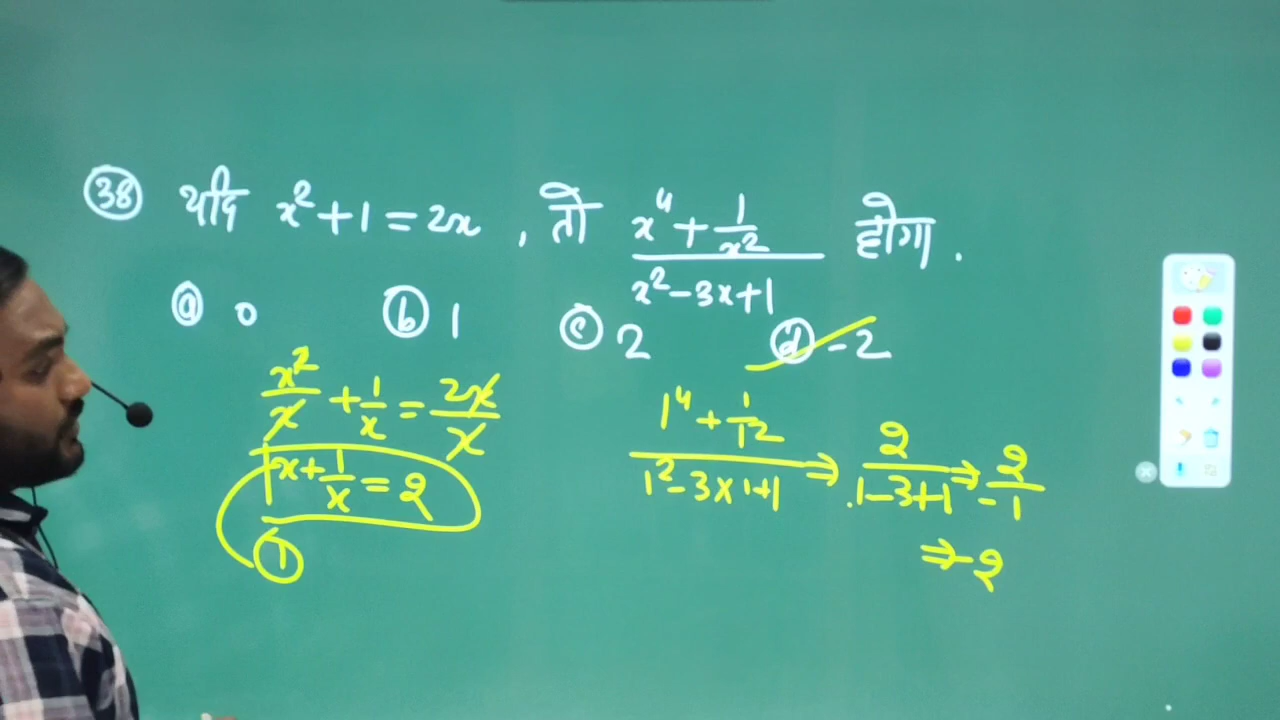 38 यदि x² + 1 = 2x , तो (x⁴ + 1/x²)/(x² - 3x + 1) होगा .
a 0 b 1 c 2 d -2
x²/x + 1/x = 2x/x
x + 1/x = 2
1
(1⁴ + 1/1²)/(1² - 3×1+1) ⇒ 2/(1-3+1) ⇒ 2/-1
⇒ -2